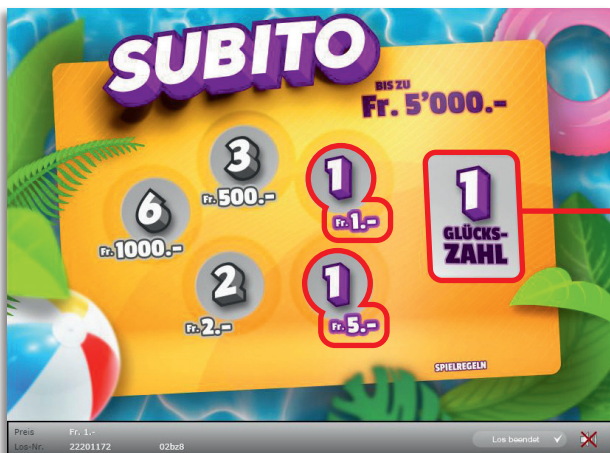 SUBITO
BIS ZU
Fr. 5'000.-
3
Fr. 500.-
1
Fr. 1.-
6
Fr. 1000.-
1
GLÜCKS-
ZAHL
2
Fr. 2.-
1
Fr. 5.-
SPIELREGELN
Preis Fr. 1.-
Los-Nr. 22201172 02bz8
Los beendet